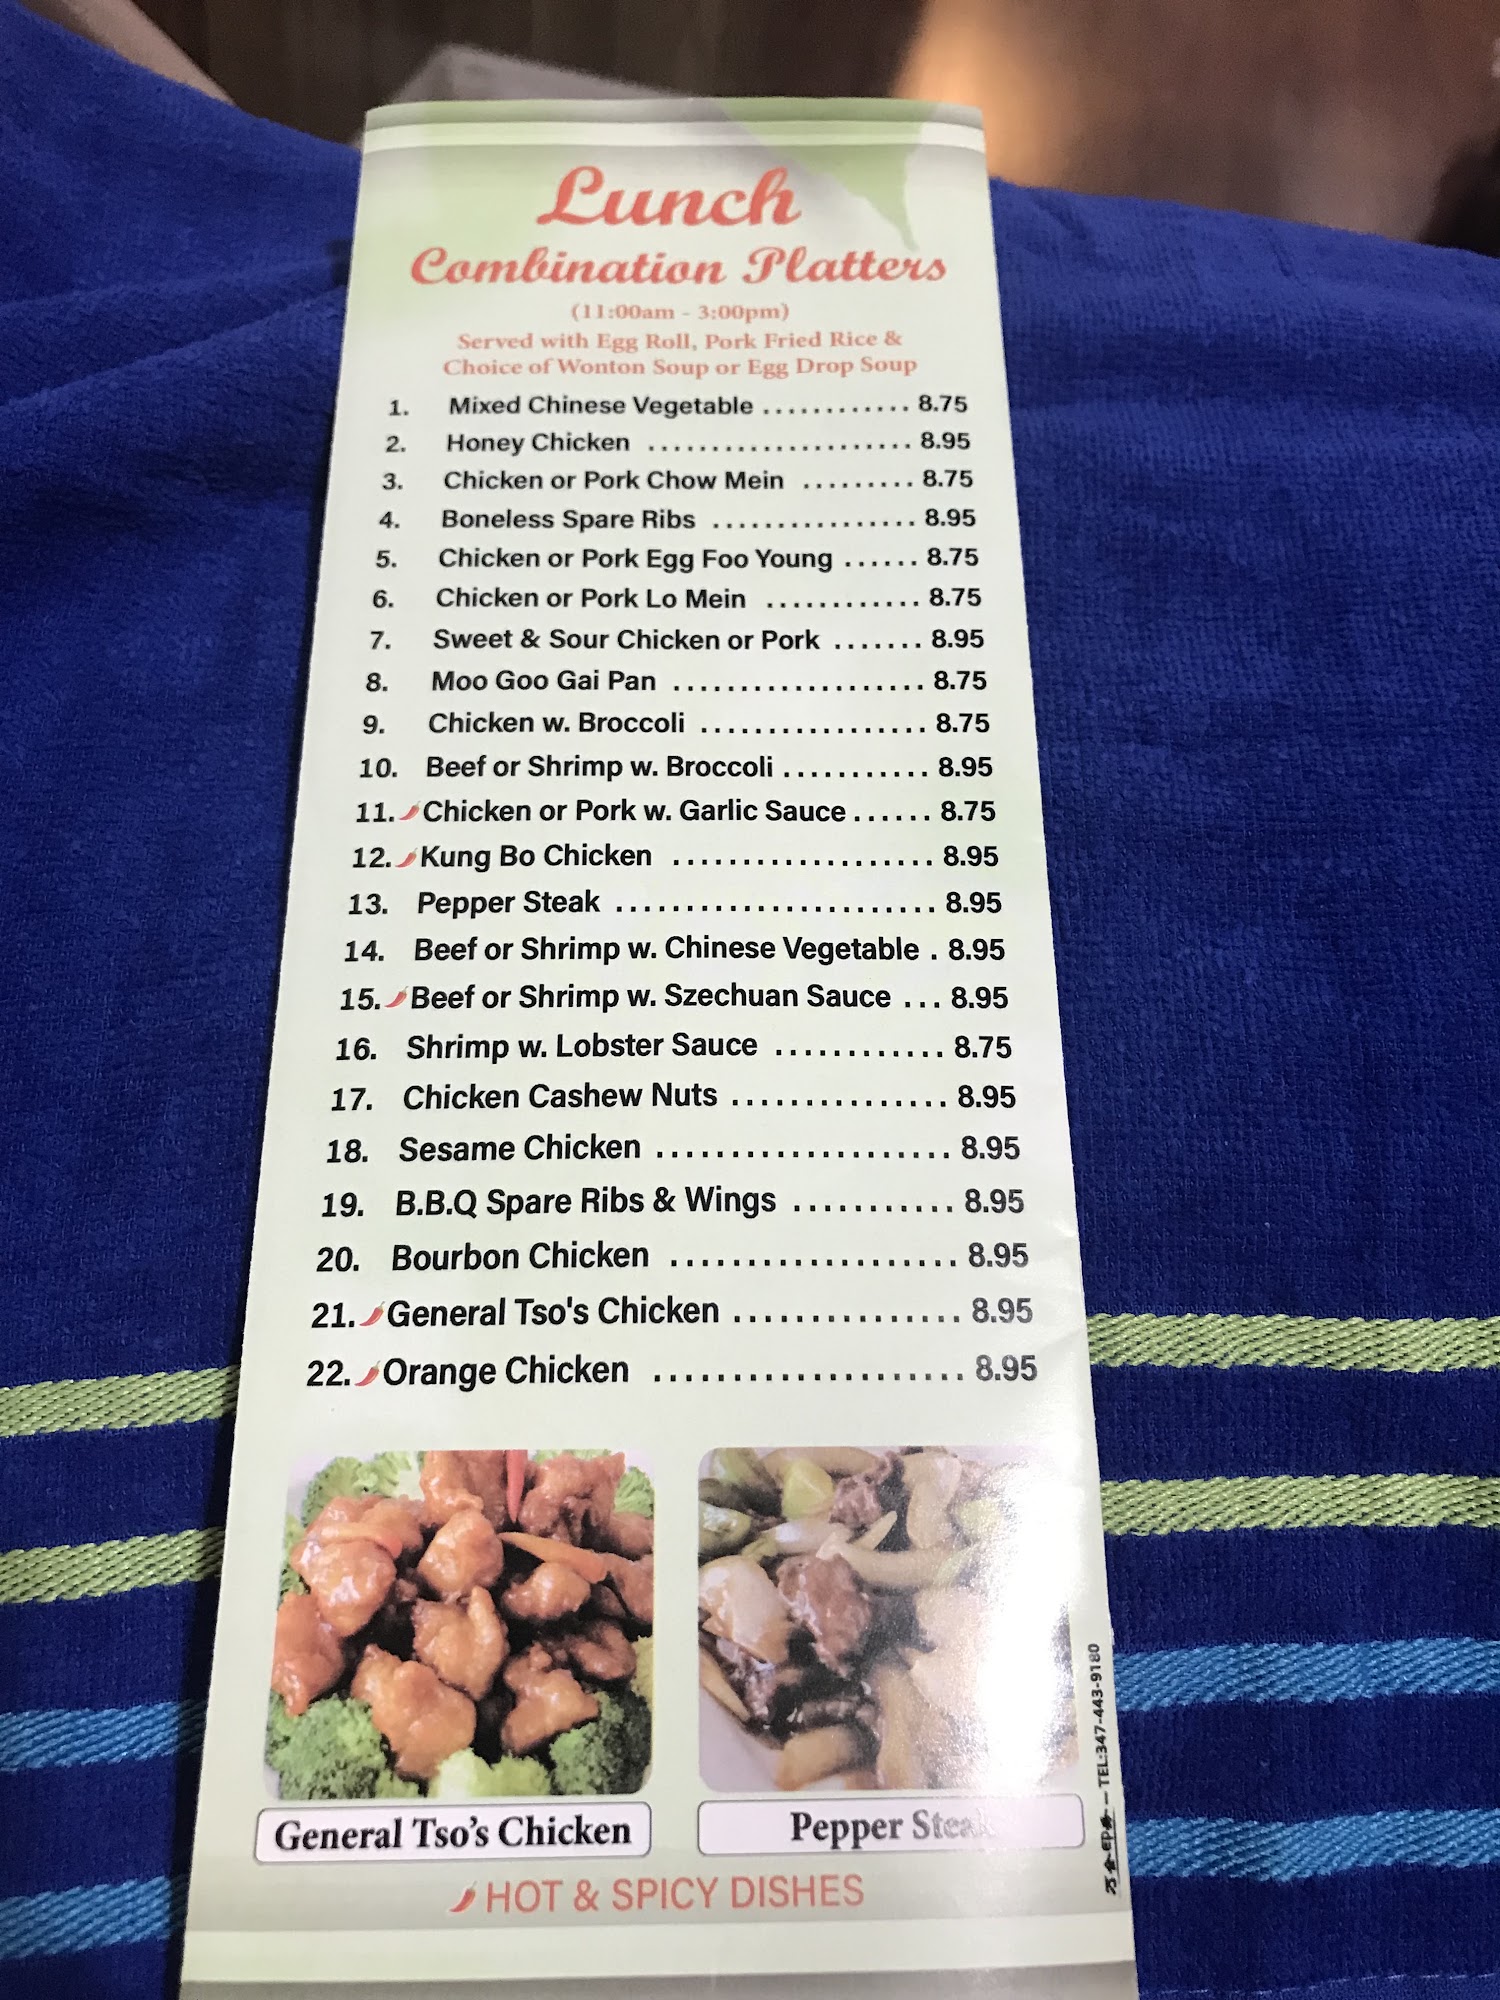 Lunch
Combination Platters
(11:00am - 3:00pm)
Served with Egg Roll, Pork Fried Rice &
Choice of Wonton Soup or Egg Drop Soup
1. Mixed Chinese Vegetable ............ 8.75
2. Honey Chicken ..................... 8.95
3. Chicken or Pork Chow Mein ......... 8.75
4. Boneless Spare Ribs ................ 8.95
5. Chicken or Pork Egg Foo Young ...... 8.75
6. Chicken or Pork Lo Mein ............ 8.75
7. Sweet & Sour Chicken or Pork ....... 8.95
8. Moo Goo Gai Pan ................... 8.75
9. Chicken w. Broccoli ................. 8.75
10. Beef or Shrimp w. Broccoli ........... 8.95
11. Chicken or Pork w. Garlic Sauce ...... 8.75
12. Kung Bo Chicken ................... 8.95
13. Pepper Steak ....................... 8.95
14. Beef or Shrimp w. Chinese Vegetable . 8.95
15. Beef or Shrimp w. Szechuan Sauce ... 8.95
16. Shrimp w. Lobster Sauce ............ 8.75
17. Chicken Cashew Nuts ............... 8.95
18. Sesame Chicken .................... 8.95
19. B.B.Q Spare Ribs & Wings ........... 8.95
20. Bourbon Chicken ................... 8.95
21. General Tso's Chicken ............... 8.95
22. Orange Chicken .................... 8.95
General Tso's Chicken
Pepper Steak
HOT & SPICY DISHES
TEL:347-443-9180